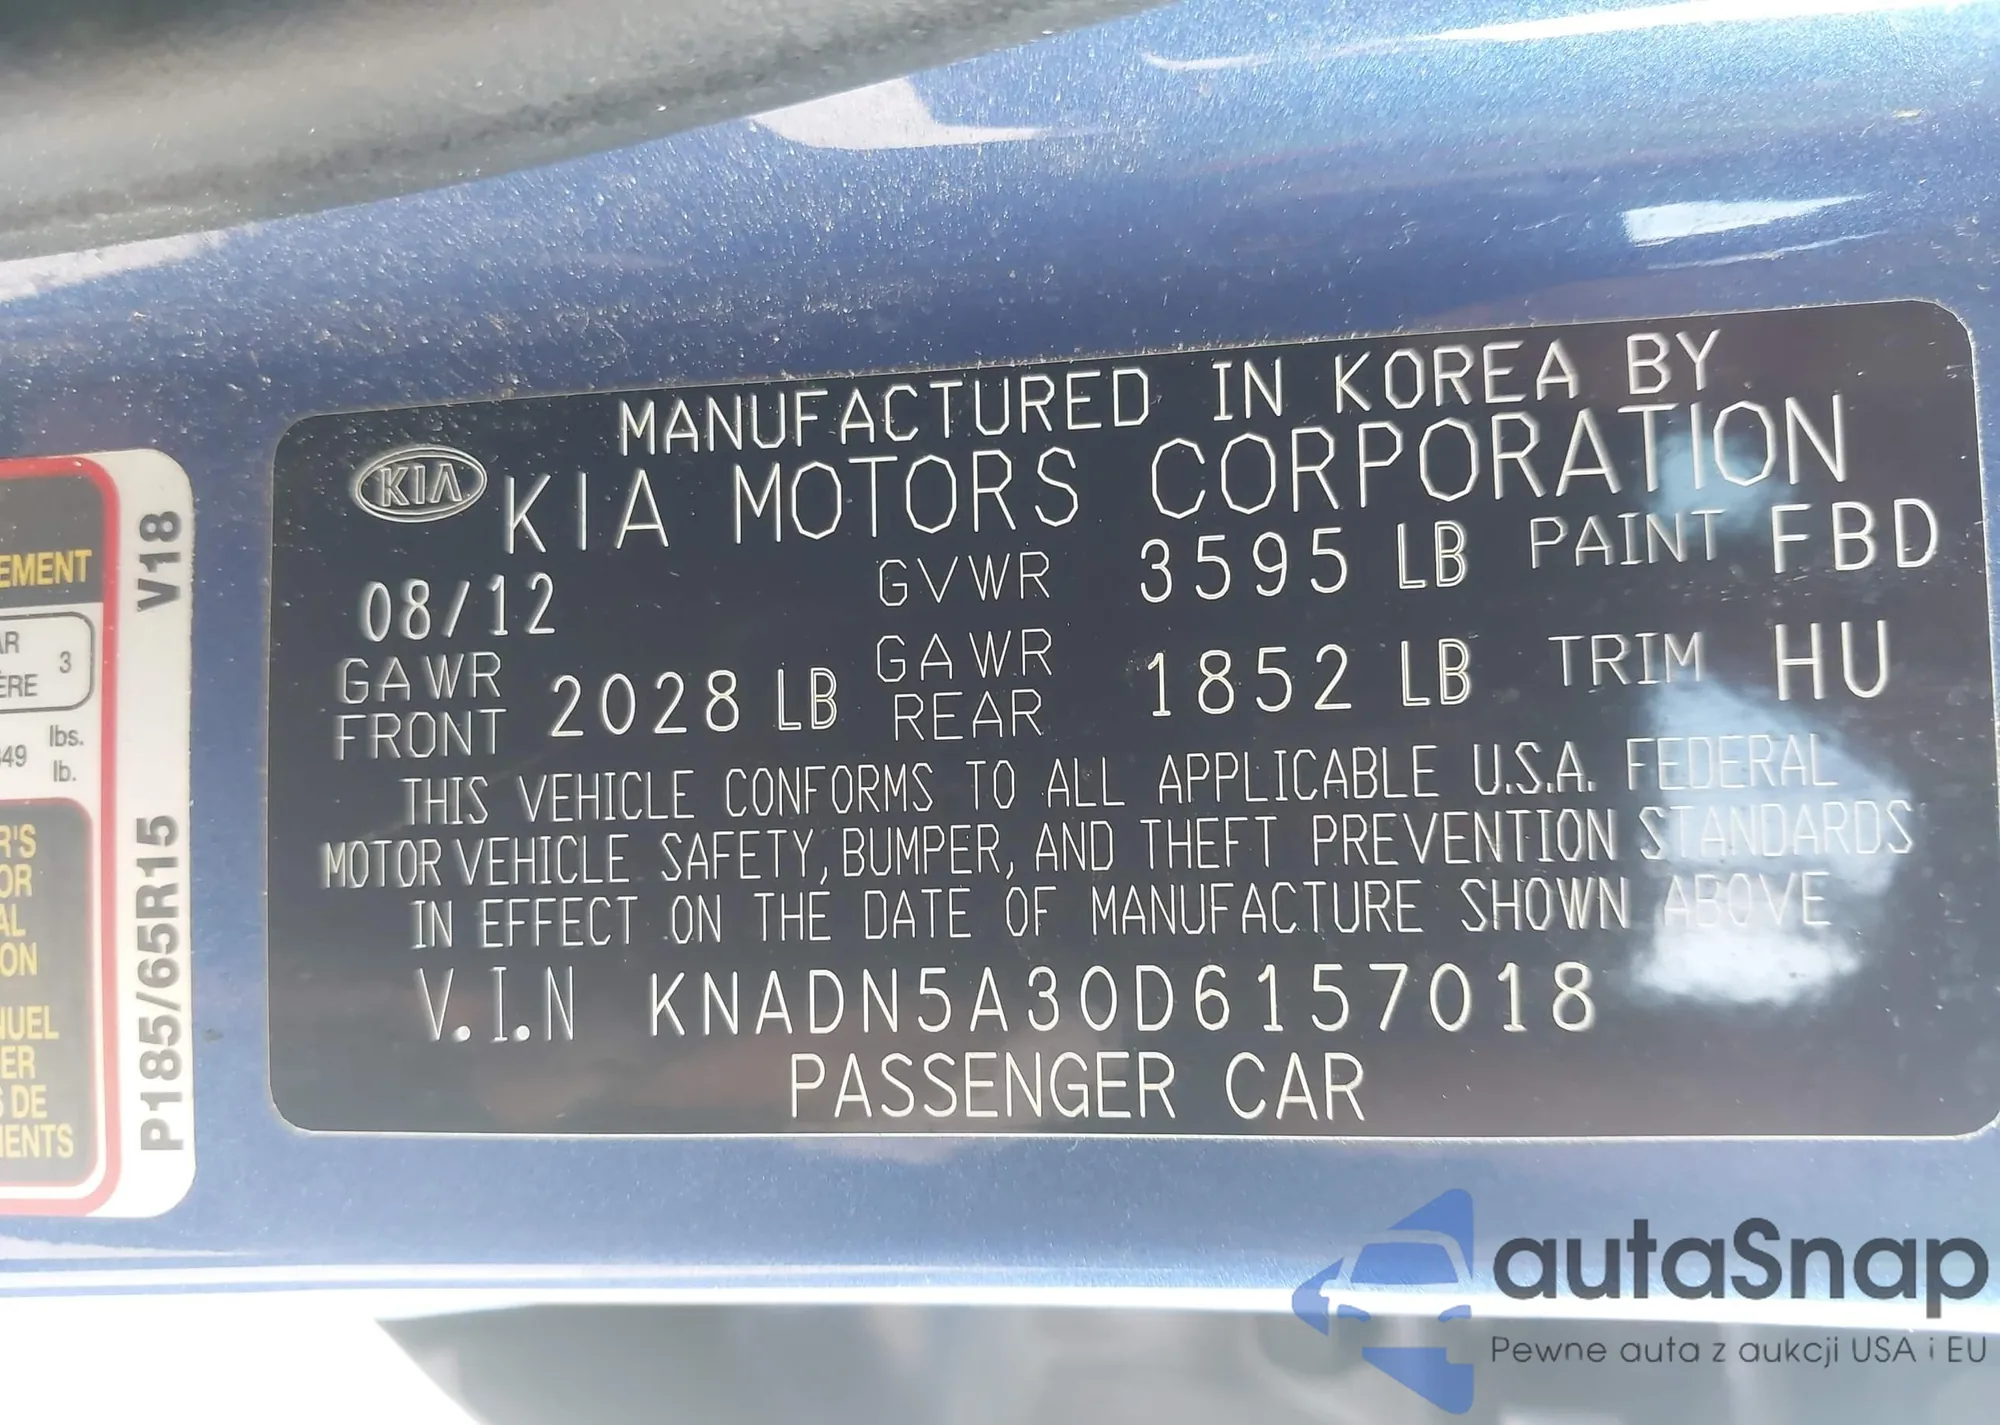 MANUFACTURED IN KOREA BY
KIA KIA MOTORS CORPORATION
08/12 GVWR 3595 LB PAINT FBD
GAWR FRONT 2028 LB GAWR REAR 1852 LB TRIM HU
THIS VEHICLE CONFORMS TO ALL APPLICABLE U.S.A. FEDERAL
MOTOR VEHICLE SAFETY, BUMPER, AND THEFT PREVENTION STANDARDS
IN EFFECT ON THE DATE OF MANUFACTURE SHOWN ABOVE
V.I.N KNADN5A30D6157018
PASSENGER CAR
V18
P185/65R15
3
lbs.
lb.
DE
autaSnap
Pewne auta z aukcji USA i EU